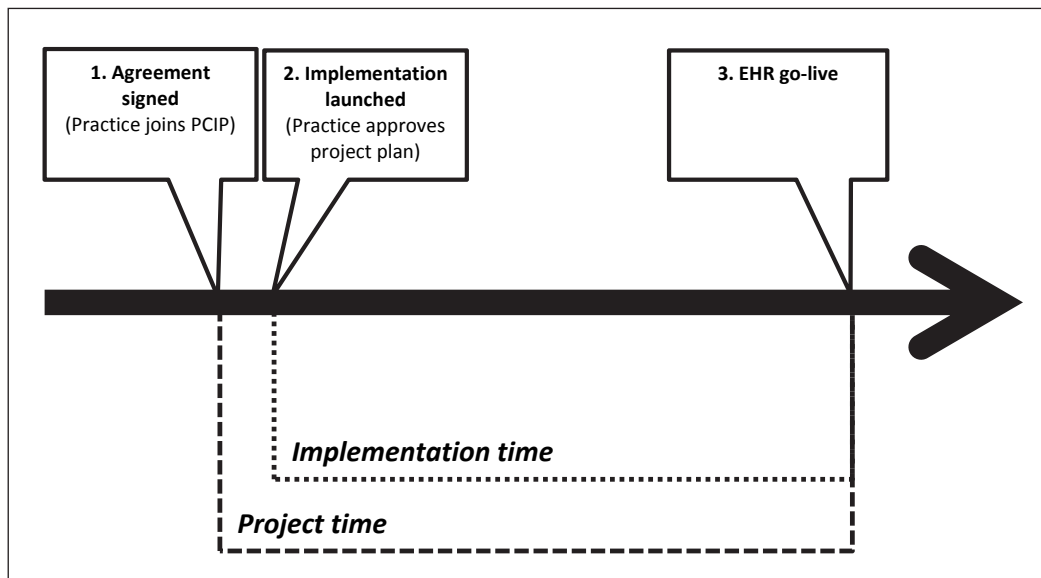 1. Agreement
signed
(Practice joins PCIP)
2. Implementation
launched
(Practice approves
project plan)
3. EHR go-live
Implementation time
Project time